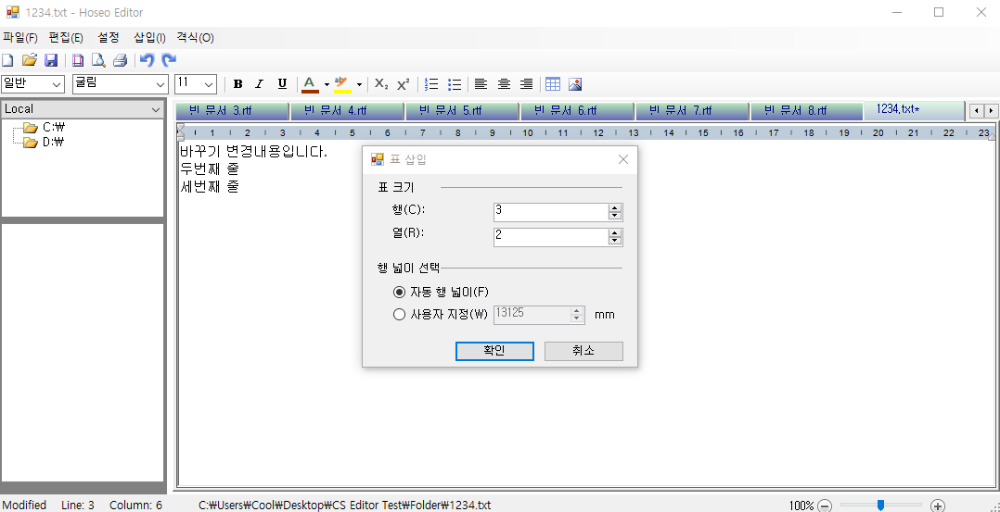 1234.txt - Hoseo Editor
파일(F) 편집(E) 설정 삽입(I) 격식(O)
일반 굴림 11 B I U A ab X₂ X²
Local
C:₩
D:₩
빈 문서 3.rtf 빈 문서 4.rtf 빈 문서 5.rtf 빈 문서 6.rtf 빈 문서 7.rtf 빈 문서 8.rtf 1234.txt*
1 2 3 4 5 6 7 8 9 10 11 12 13 14 15 16 17 18 19 20 21 22 23
바꾸기 변경내용입니다.
두번째 줄
세번째 줄
표 삽입
표 크기
행(C): 3
열(R): 2
행 넓이 선택
자동 행 넓이(F)
사용자 지정(W) 13125 mm
확인 취소
Modified Line: 3 Column: 6 C:₩Users₩Cool₩Desktop₩CS Editor Test₩Folder₩1234.txt 100%